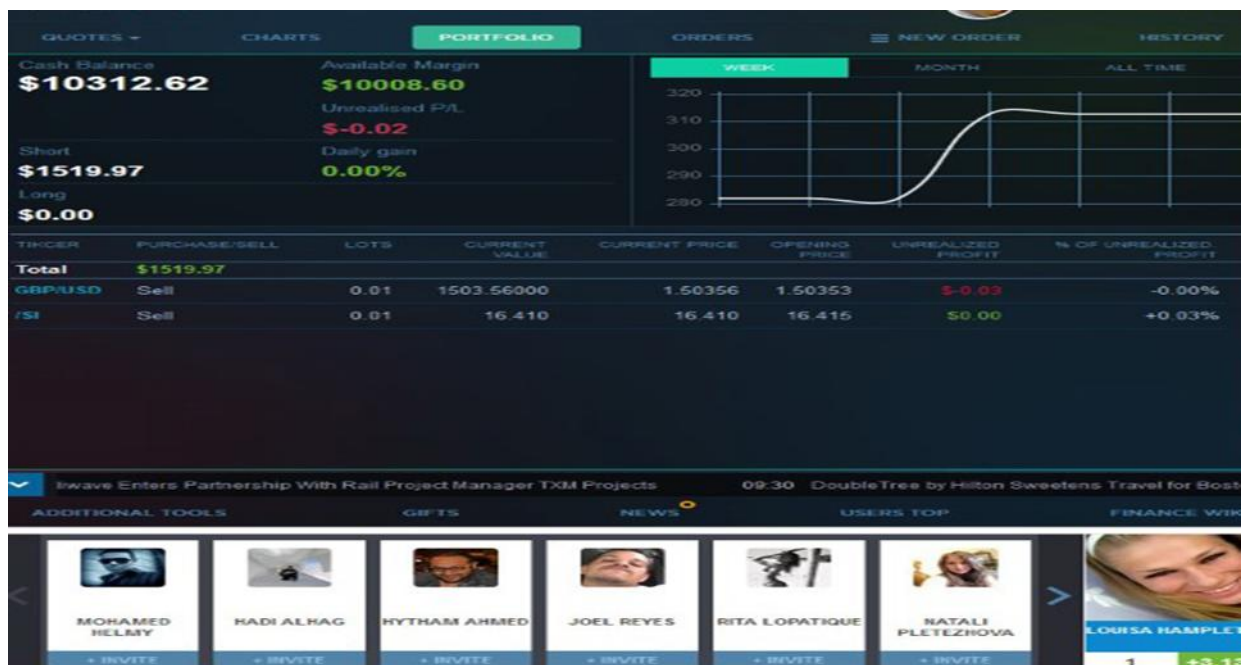 QUOTES CHARTS PORTFOLIO ORDERS NEW ORDER HISTORY
Cash Balance Available Margin
$10312.62 $10008.60
Unrealised P/L
$-0.02
Short Daily gain
$1519.97 0.00%
Long
$0.00
WEEK MONTH ALL TIME
320
310
300
290
280
TIKCER PURCHASE/SELL LOTS CURRENT VALUE CURRENT PRICE OPENING PRICE UNREALIZED PROFIT % OF UNREALIZED PROFIT
Total $1519.97
GBP/USD Sell 0.01 1503.56000 1.50356 1.50353 $-0.03 -0.00%
/SI Sell 0.01 16.410 16.410 16.415 $0.00 +0.03%
Enters Partnership With Rail Project Manager TXM Projects 09:30 DoubleTree by Hilton Sweetens Travel for Bost
ADDITIONAL TOOLS GIFTS NEWS USERS TOP FINANCE WIK
MOHAMED HELMY
+ INVITE
HADI ALHAG
+ INVITE
HYTHAM AHMED
+ INVITE
JOEL REYES
+ INVITE
RITA LOPATIQUE
+ INVITE
NATALI PLETEZHOVA
+ INVITE
LOUISA HAMPLET
1